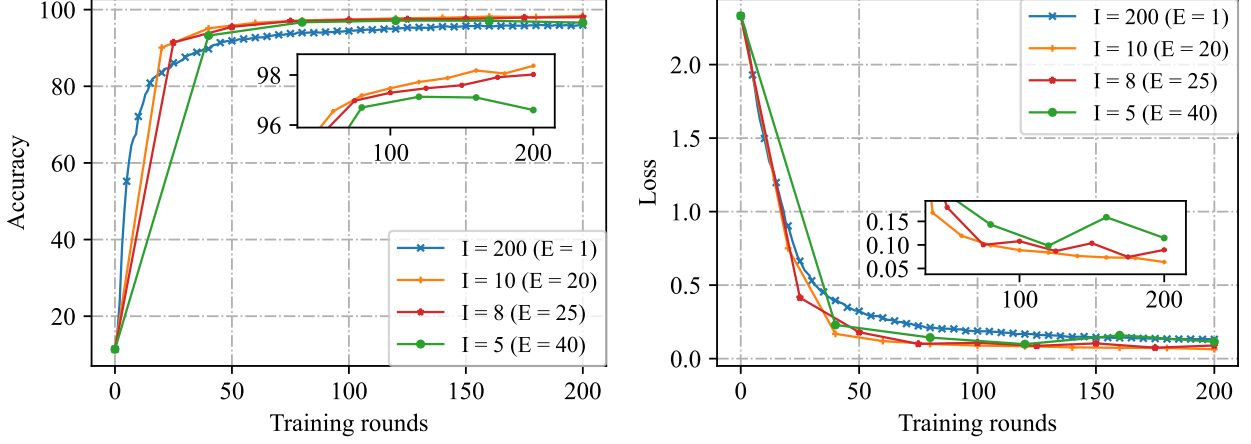 100
80
60
40
20
Accuracy
98
96
100
200
I = 200 (E = 1)
I = 10 (E = 20)
I = 8 (E = 25)
I = 5 (E = 40)
0
50
100
150
200
Training rounds
2.0
1.5
1.0
0.5
0.0
Loss
I = 200 (E = 1)
I = 10 (E = 20)
I = 8 (E = 25)
I = 5 (E = 40)
0.15
0.10
0.05
100
200
0
50
100
150
200
Training rounds